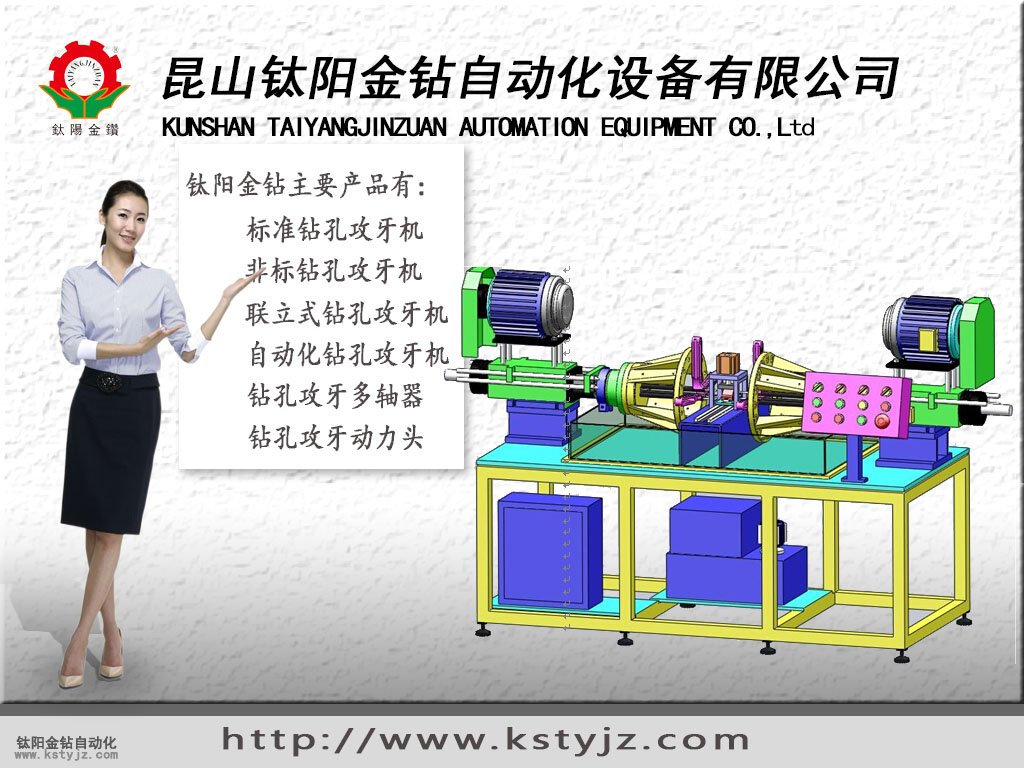 昆山钛阳金钻自动化设备有限公司
KUNSHAN TAIYANGJINZUAN AUTOMATION EQUIPMENT CO.,Ltd
TAIYANGJINZUAN
®
钛陽金鑽
钛阳金钻主要产品有：
标准钻孔攻牙机
非标钻孔攻牙机
联立式钻孔攻牙机
自动化钻孔攻牙机
钻孔攻牙多轴器
钻孔攻牙动力头
钛阳金钻自动化
www.kstyjz.com
http://www.kstyjz.com